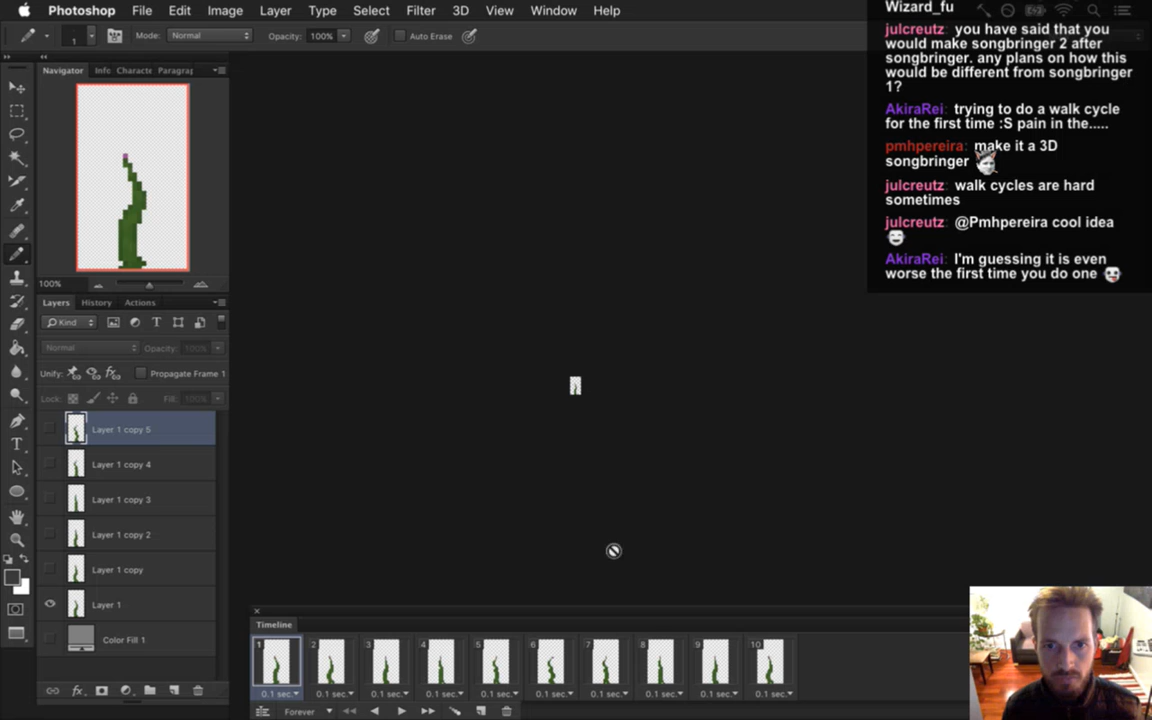 Photoshop File Edit Image Layer Type Select Filter 3D View Window Help
Wizard_fu
1 Mode: Normal Opacity: 100% Auto Erase
julcreutz: you have said that you
would make songbringer 2 after
songbringer. any plans on how this
would be different from songbringer
1?
AkiraRei: trying to do a walk cycle
for the first time :S pain in the.....
pmhpereira: make it a 3D
songbringer
julcreutz: walk cycles are hard
sometimes
julcreutz: @Pmhpereira cool idea
AkiraRei: I'm guessing it is even
worse the first time you do one
Navigator Info Characte Paragrap
100%
Layers History Actions
Kind
Normal Opacity: 100%
Unify: Propagate Frame 1
Lock: Fill: 100%
Layer 1 copy 5
Layer 1 copy 4
Layer 1 copy 3
Layer 1 copy 2
Layer 1 copy
Layer 1
Color Fill 1
Timeline
1 2 3 4 5 6 7 8 9 10
0.1 sec. 0.1 sec. 0.1 sec. 0.1 sec. 0.1 sec. 0.1 sec. 0.1 sec. 0.1 sec. 0.1 sec. 0.1 sec.
Forever